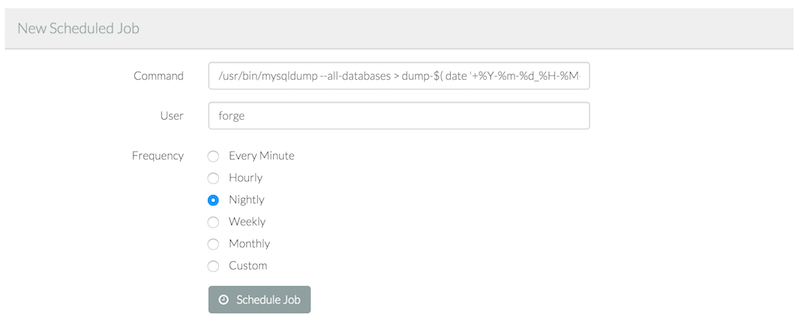 New Scheduled Job
Command /usr/bin/mysqldump --all-databases > dump-$( date '+%Y-%m-%d_%H-%M-
User forge
Frequency Every Minute
Hourly
Nightly
Weekly
Monthly
Custom
Schedule Job